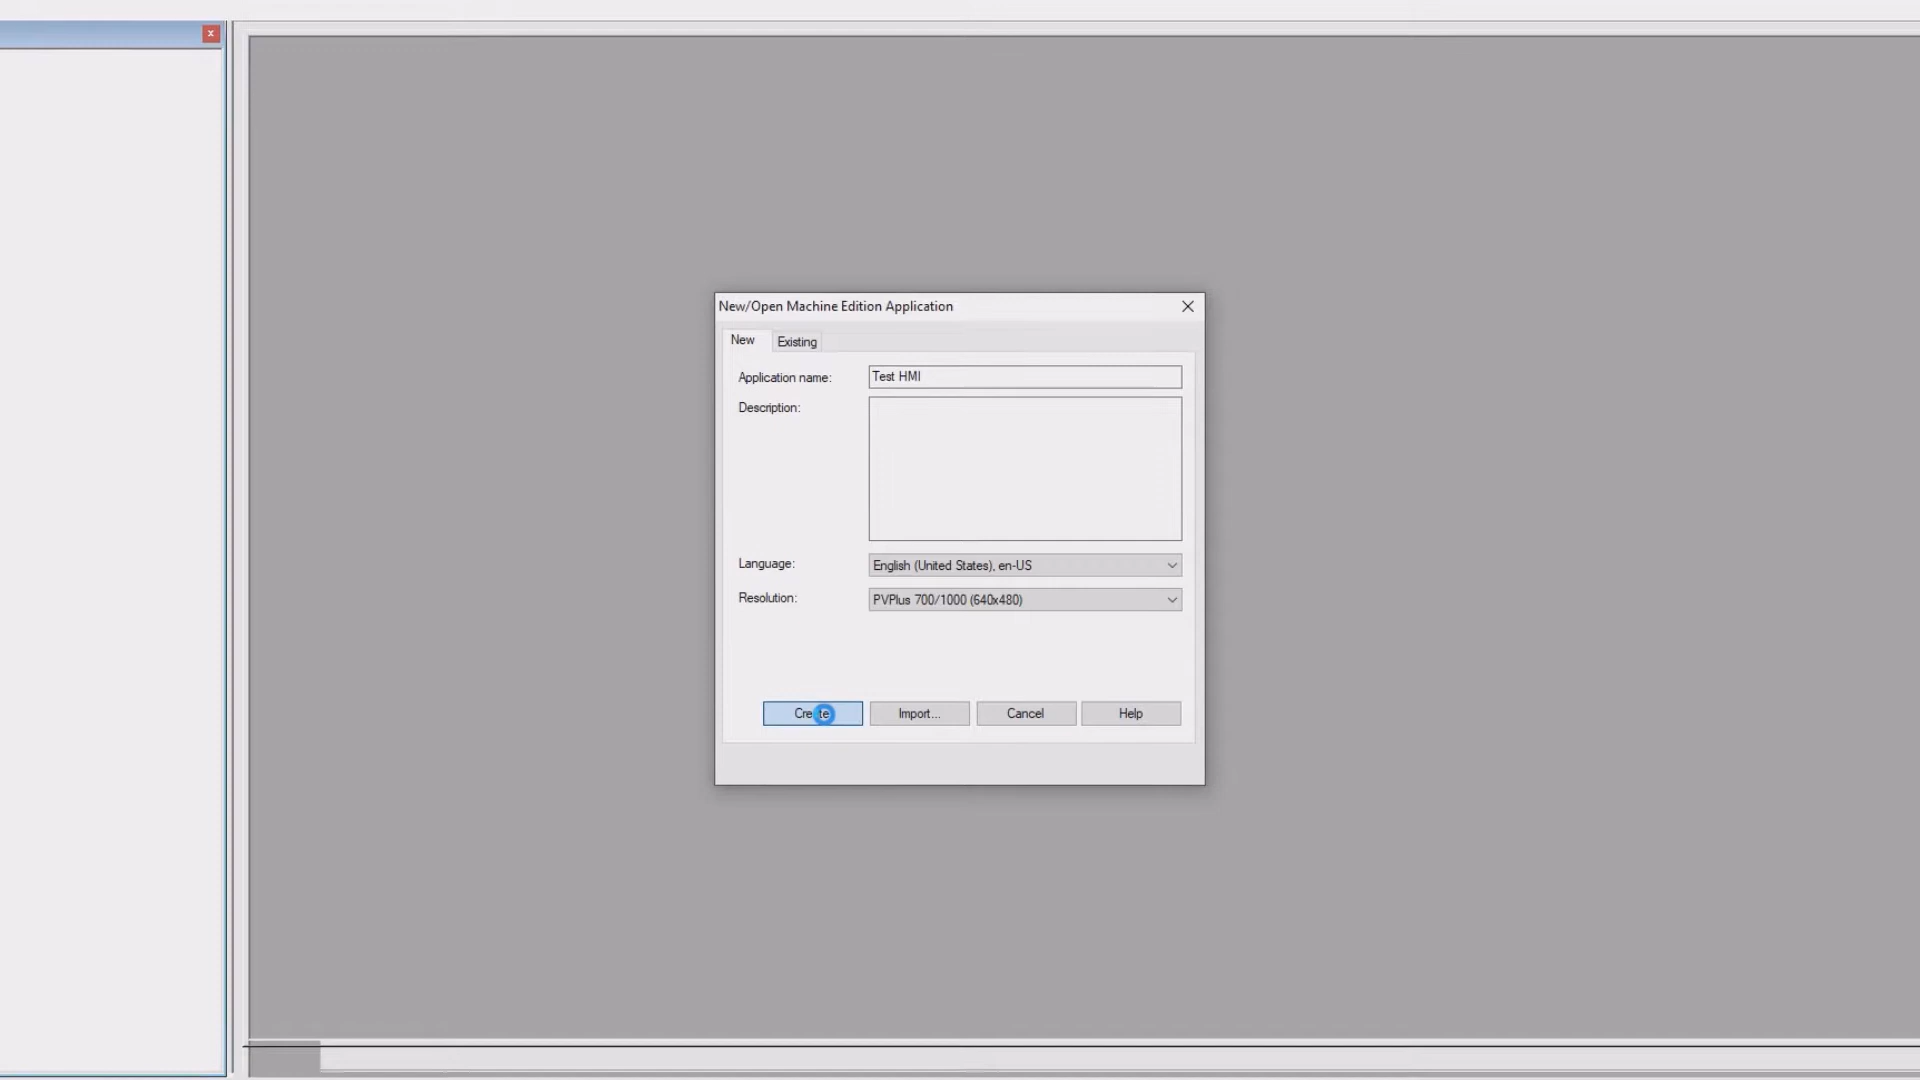 New/Open Machine Edition Application
New
Existing
Application name:
Test HMI
Description:
Language:
English (United States), en-US
Resolution:
PVPlus 700/1000 (640x480)
Create
Import...
Cancel
Help